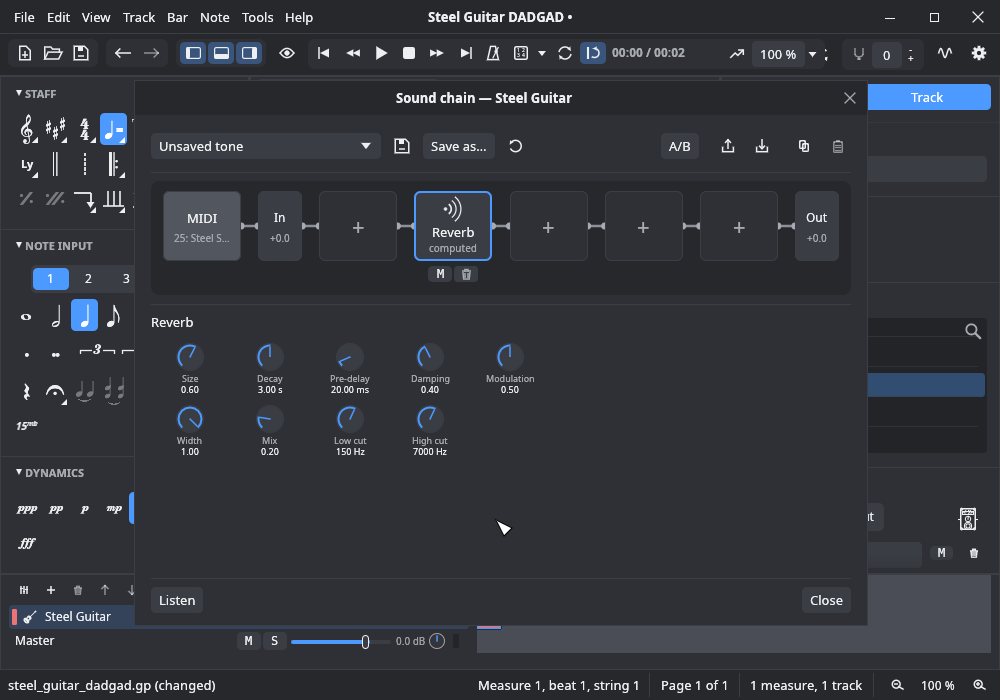 File Edit View Track Bar Note Tools Help
Steel Guitar DADGAD •
00:00 / 00:02
100 %
0
STAFF
Track
Sound chain — Steel Guitar
Unsaved tone
Save as...
A/B
Ly
MIDI
25: Steel S...
In
+0.0
+
Reverb
computed
+
+
+
Out
+0.0
M
NOTE INPUT
1 2 3
Reverb
Size
0.60
Decay
3.00 s
Pre-delay
20.00 ms
Damping
0.40
Modulation
0.50
Width
1.00
Mix
0.20
Low cut
150 Hz
High cut
7000 Hz
3
15mb
DYNAMICS
ppp pp p mp
fff
M
Listen
Close
Steel Guitar
Master
M S
0.0 dB
steel_guitar_dadgad.gp (changed)
Measure 1, beat 1, string 1
Page 1 of 1
1 measure, 1 track
100 %